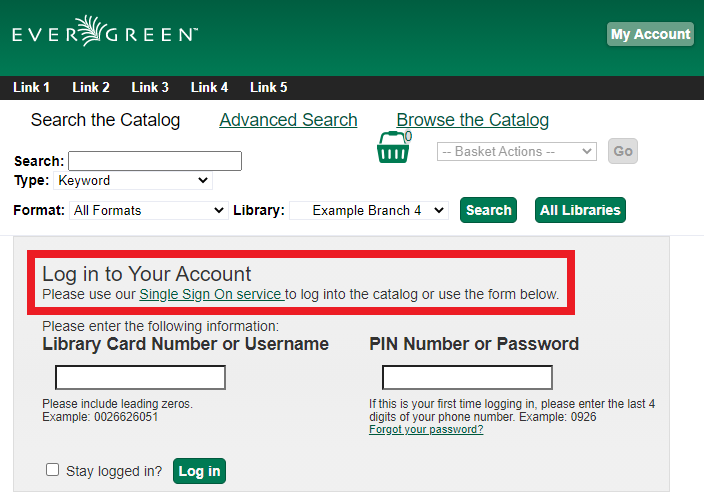 EVERGREEN™
My Account
Link 1 Link 2 Link 3 Link 4 Link 5
Search the Catalog Advanced Search Browse the Catalog
0
-- Basket Actions -- Go
Search:
Type: Keyword
Format: All Formats Library: Example Branch 4 Search All Libraries
Log in to Your Account
Please use our Single Sign On service to log into the catalog or use the form below.
Please enter the following information:
Library Card Number or Username
Please include leading zeros.
Example: 0026626051
PIN Number or Password
If this is your first time logging in, please enter the last 4
digits of your phone number. Example: 0926
Forgot your password?
Stay logged in? Log in